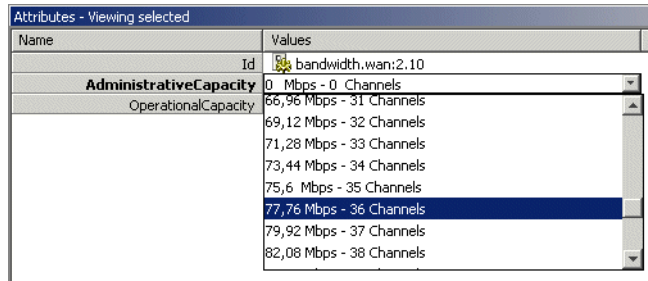 Attributes - Viewing selected
Name Values
Id bandwidth.wan:2.10
AdministrativeCapacity 0 Mbps - 0 Channels
OperationalCapacity 66,96 Mbps - 31 Channels
69,12 Mbps - 32 Channels
71,28 Mbps - 33 Channels
73,44 Mbps - 34 Channels
75,6 Mbps - 35 Channels
77,76 Mbps - 36 Channels
79,92 Mbps - 37 Channels
82,08 Mbps - 38 Channels